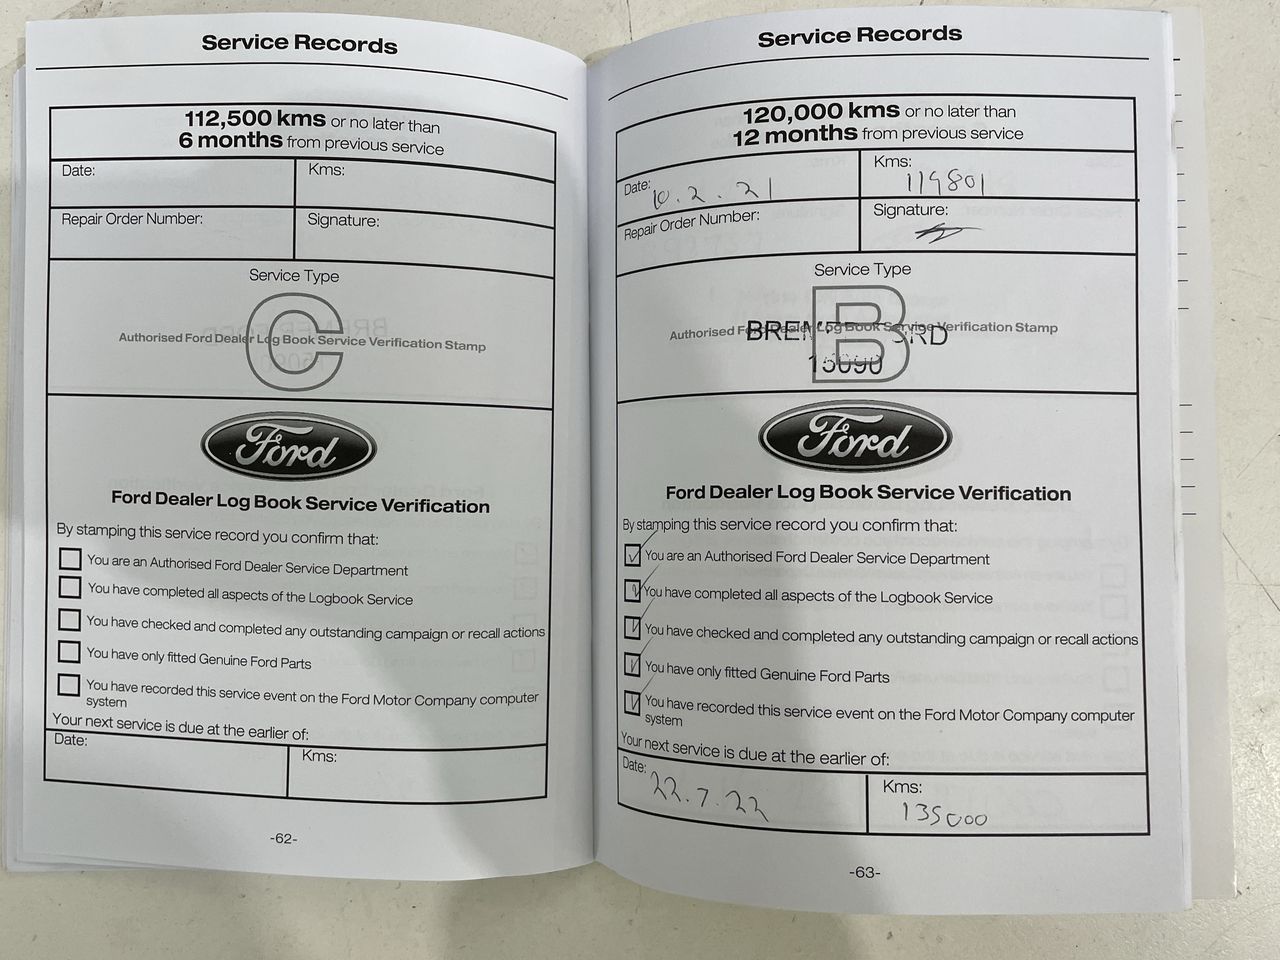 Service Records
112,500 kms or no later than
6 months from previous service
Date:
Kms:
Repair Order Number:
Signature:
Service Type
C
Authorised Ford Dealer Log Book Service Verification Stamp
Ford
Ford Dealer Log Book Service Verification
By stamping this service record you confirm that:
You are an Authorised Ford Dealer Service Department
You have completed all aspects of the Logbook Service
You have checked and completed any outstanding campaign or recall actions
You have only fitted Genuine Ford Parts
You have recorded this service event on the Ford Motor Company computer
system
Your next service is due at the earlier of:
Date:
Kms:
-62-
Service Records
120,000 kms or no later than
12 months from previous service
Date: 10.2.21
Kms: 119801
Repair Order Number:
Signature:
Service Type
B
Authorised Ford Dealer Log Book Service Verification Stamp
15090
Ford
Ford Dealer Log Book Service Verification
By stamping this service record you confirm that:
You are an Authorised Ford Dealer Service Department
You have completed all aspects of the Logbook Service
You have checked and completed any outstanding campaign or recall actions
You have only fitted Genuine Ford Parts
You have recorded this service event on the Ford Motor Company computer
system
Your next service is due at the earlier of:
Date: 22.7.22
Kms: 135000
-63-